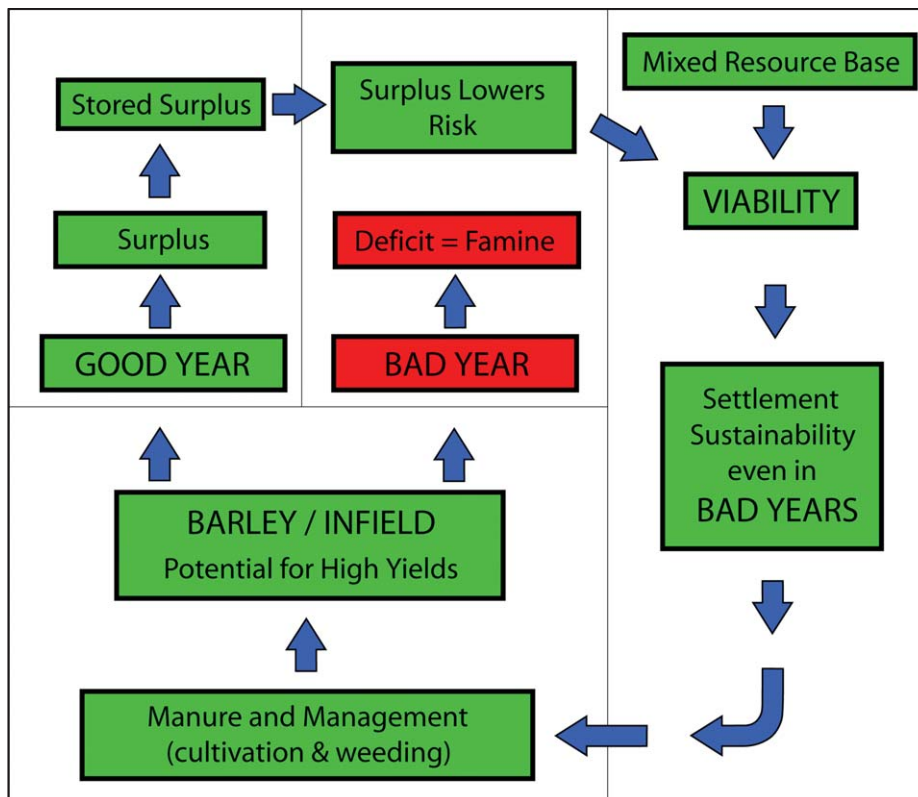 Stored Surplus
Surplus Lowers
Risk
Mixed Resource Base
VIABILITY
Surplus
Deficit = Famine
GOOD YEAR
BAD YEAR
Settlement
Sustainability
even in
BAD YEARS
BARLEY / INFIELD
Potential for High Yields
Manure and Management
(cultivation & weeding)